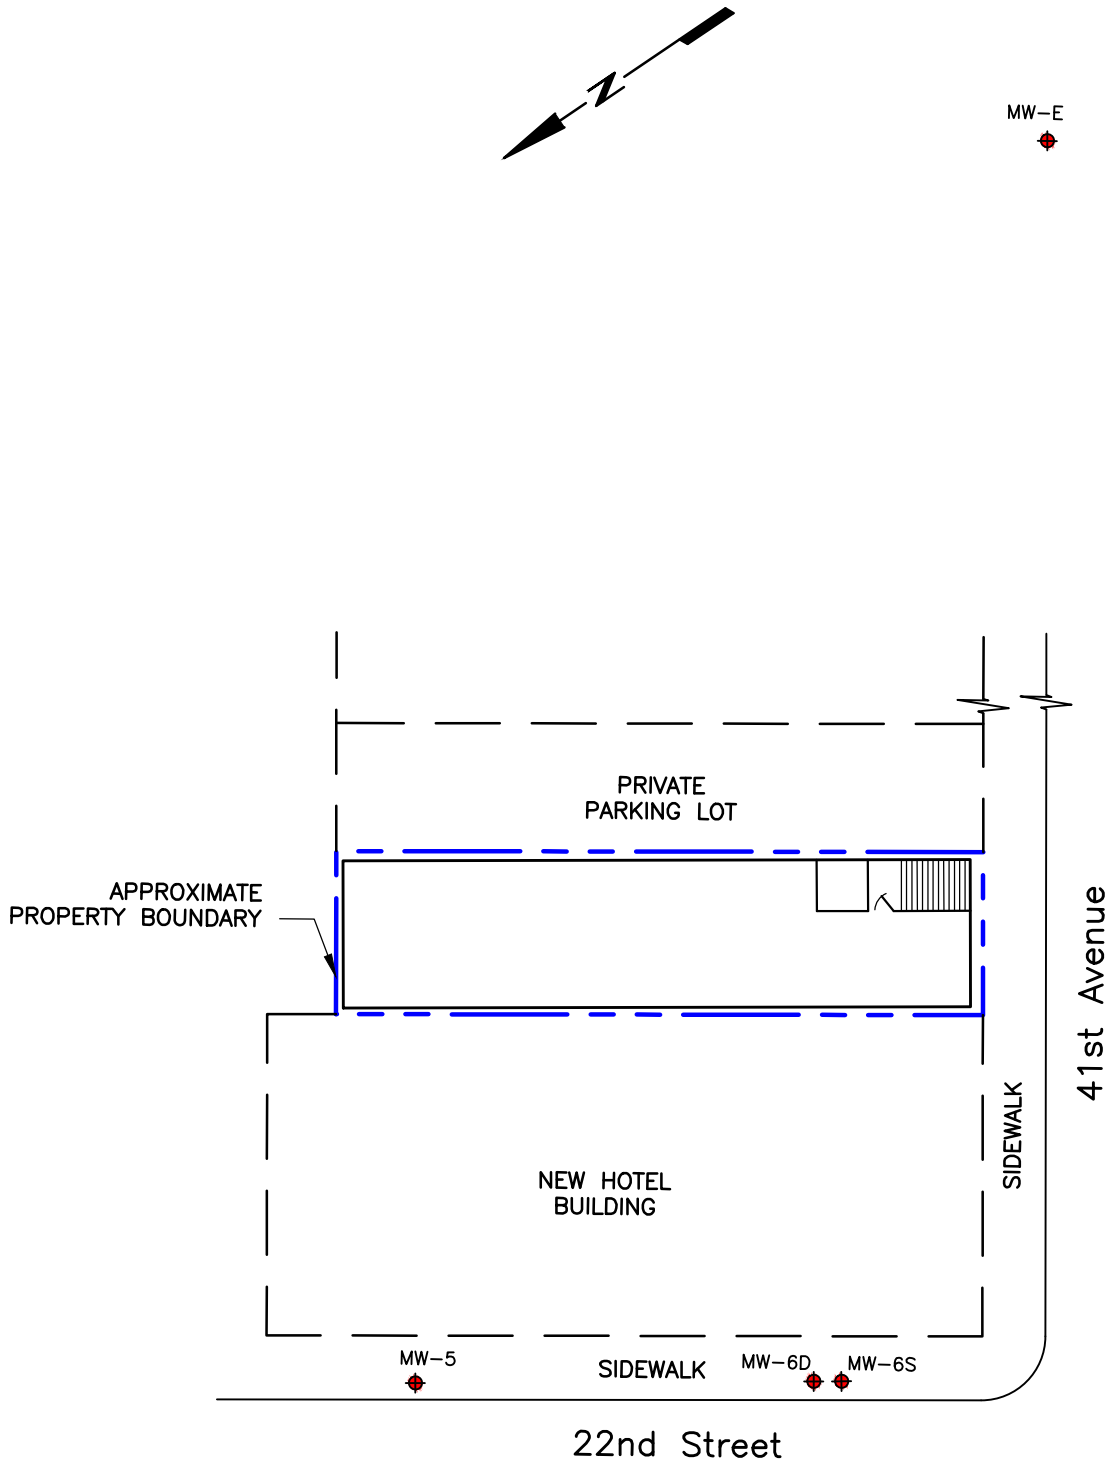 N
MW-E
PRIVATE
PARKING LOT
APPROXIMATE
PROPERTY BOUNDARY
41st Avenue
SIDEWALK
NEW HOTEL
BUILDING
MW-5
SIDEWALK
MW-6D
MW-6S
22nd Street